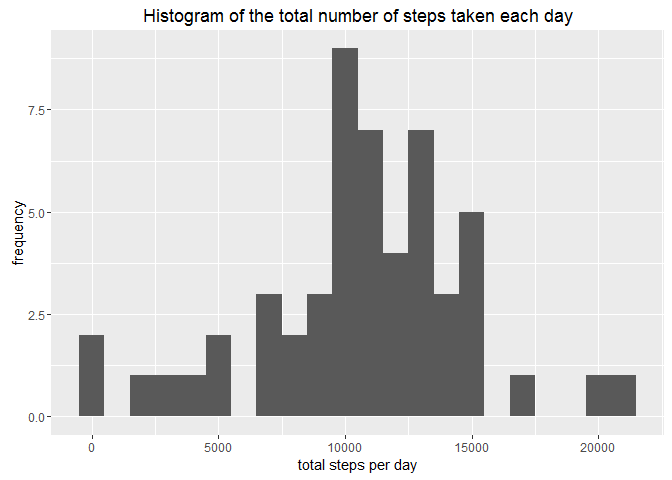 Histogram of the total number of steps taken each day
frequency
7.5
5.0
2.5
0.0
0 5000 10000 15000 20000
total steps per day